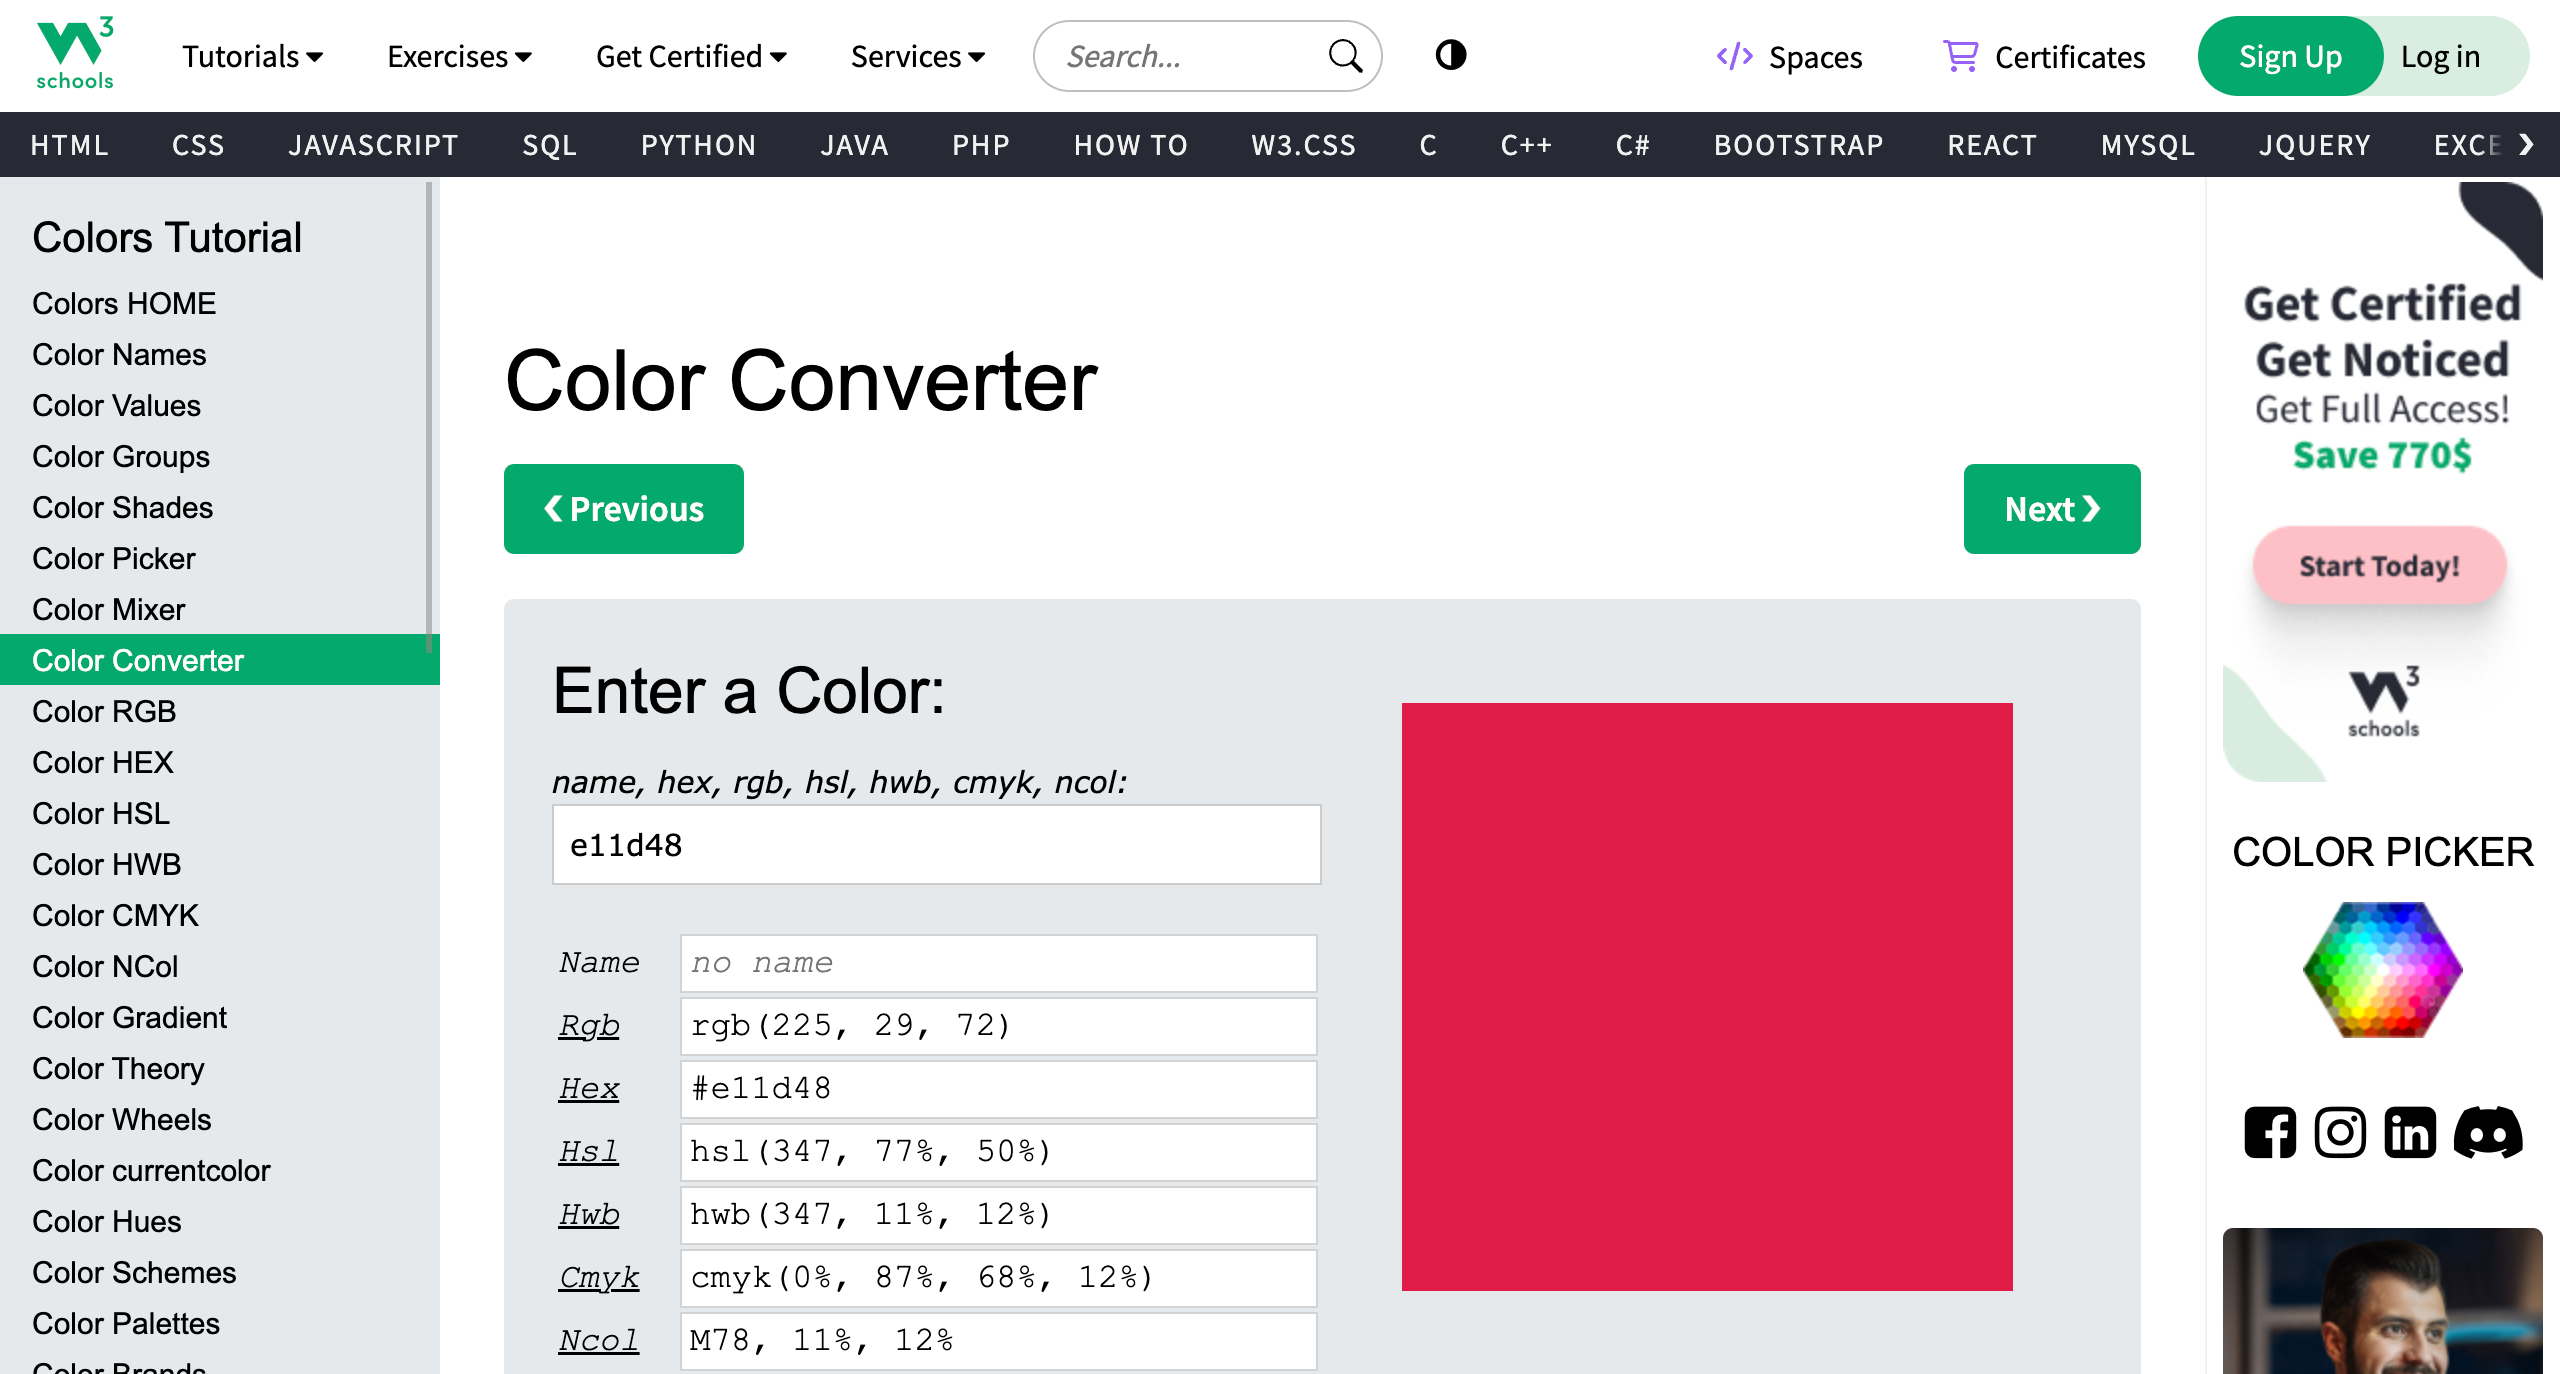 3
schools
Tutorials
Exercises
Get Certified
Services
Search...
Spaces
Certificates
Sign Up
Log in
HTML
CSS
JAVASCRIPT
SQL
PYTHON
JAVA
PHP
HOW TO
W3.CSS
C
C++
C#
BOOTSTRAP
REACT
MYSQL
JQUERY
EXCE
Colors Tutorial
Colors HOME
Color Names
Color Values
Color Groups
Color Shades
Color Picker
Color Mixer
Color Converter
Color RGB
Color HEX
Color HSL
Color HWB
Color CMYK
Color NCol
Color Gradient
Color Theory
Color Wheels
Color currentcolor
Color Hues
Color Schemes
Color Palettes
Color Brands
Color Converter
❮ Previous
Next ❯
Enter a Color:
name, hex, rgb, hsl, hwb, cmyk, ncol:
e11d48
Name no name
Rgb rgb(225, 29, 72)
Hex #e11d48
Hsl hsl(347, 77%, 50%)
Hwb hwb(347, 11%, 12%)
Cmyk cmyk(0%, 87%, 68%, 12%)
Ncol M78, 11%, 12%
Get Certified
Get Noticed
Get Full Access!
Save 770$
Start Today!
3
schools
COLOR PICKER